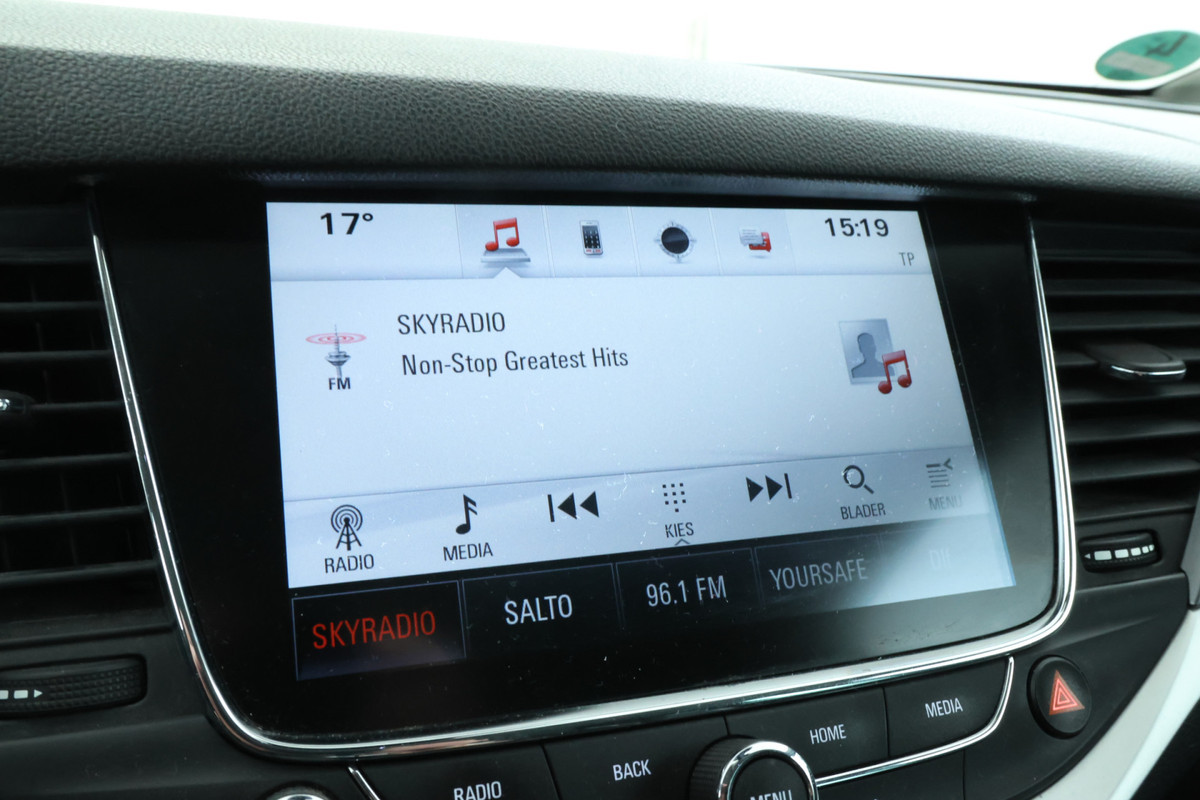 17° 15:19
TP
SKYRADIO
Non-Stop Greatest Hits
FM
RADIO MEDIA KIES BLADER MENU
SKYRADIO SALTO 96.1 FM YOURSAFE
RADIO BACK HOME MEDIA
MENU